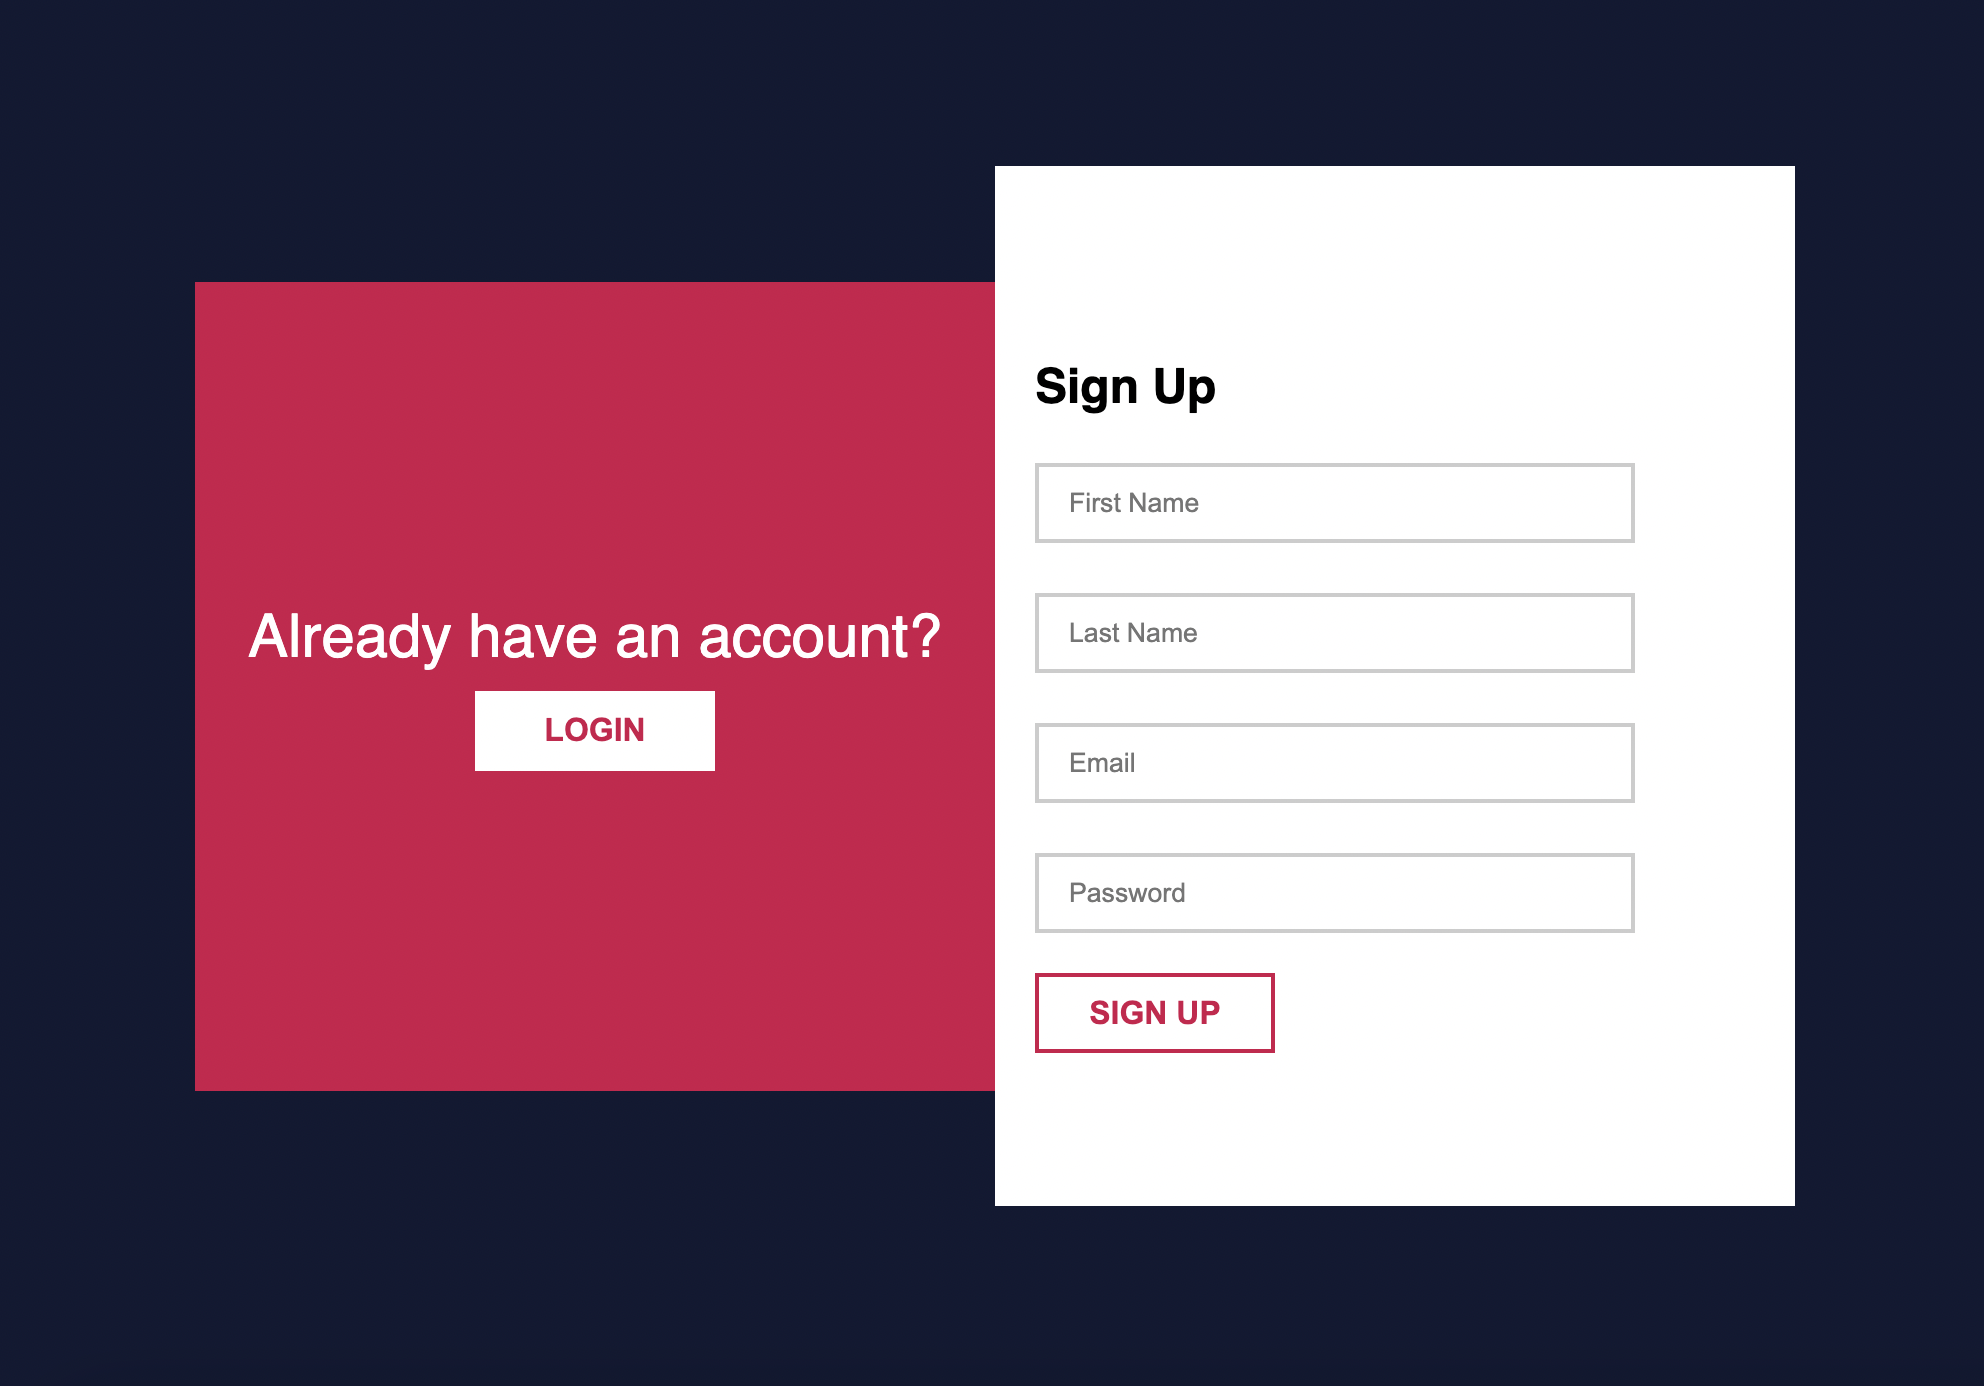 Already have an account?
LOGIN
Sign Up
First Name
Last Name
Email
Password
SIGN UP